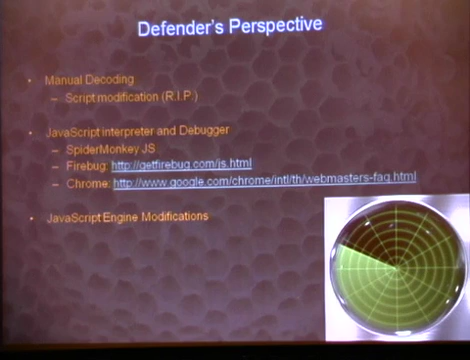 Defender's Perspective
• Manual Decoding
– Script modification (R.I.P.)
• JavaScript interpreter and Debugger
– SpiderMonkey JS
– Firebug: http://getfirebug.com/js.html
– Chrome: http://www.google.com/chrome/intl/th/webmasters-faq.html
• JavaScript Engine Modifications